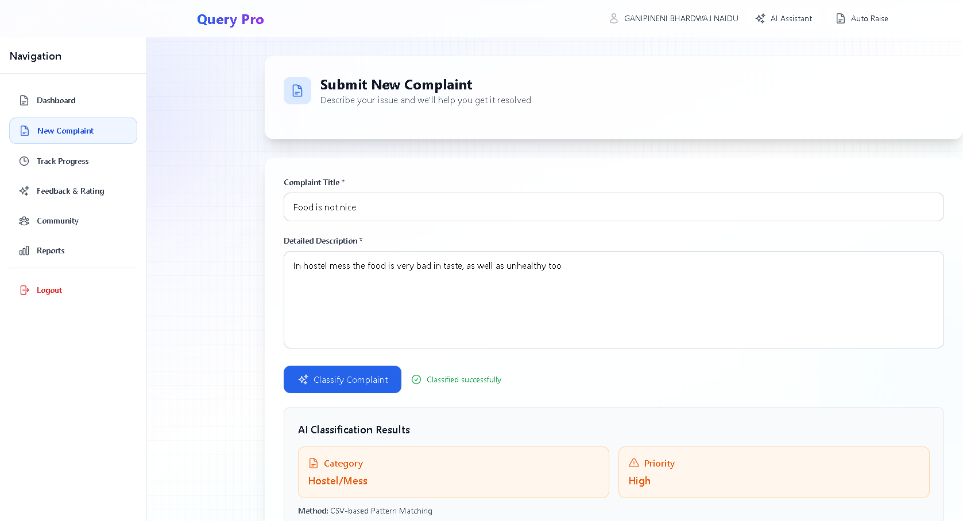 Query Pro
GANIPINENI BHARDWAJ NAIDU
AI Assistant
Auto Raise
Navigation
Dashboard
New Complaint
Track Progress
Feedback & Rating
Community
Reports
Logout
Submit New Complaint
Describe your issue and we'll help you get it resolved
Complaint Title *
Food is not nice
Detailed Description *
In hostel mess the food is very bad in taste, as well as unhealthy too
Classify Complaint
Classified successfully
AI Classification Results
Category
Hostel/Mess
Priority
High
Method: CSV-based Pattern Matching